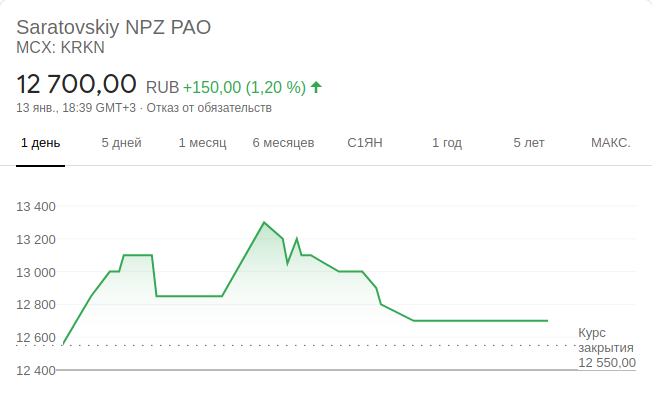 Saratovskiy NPZ PAO
MCX: KRKN
12 700,00 RUB +150,00 (1,20 %)
13 янв., 18:39 GMT+3 · Отказ от обязательств
1 день 5 дней 1 месяц 6 месяцев С1ЯН 1 год 5 лет МАКС.
13 400
13 200
13 000
12 800
12 600
12 400
Курс
закрытия
12 550,00